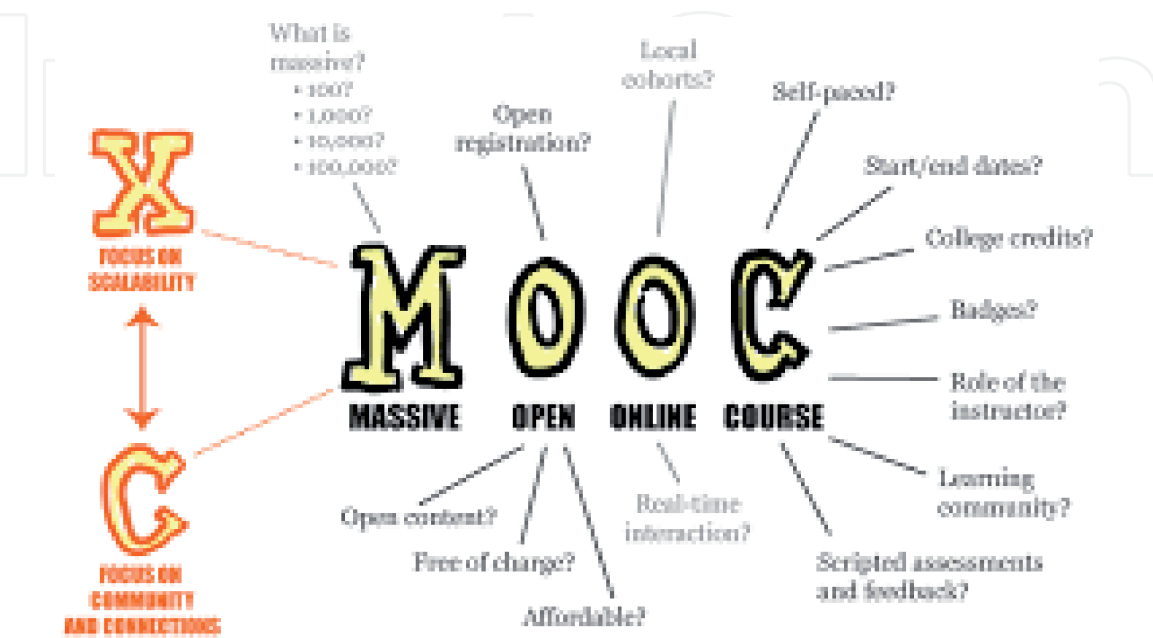 What is
massive?
• 100?
• 1,000?
• 10,000?
• 100,000?
Open
registration?
Local
cohorts?
Self-paced?
Start/end dates?
College credits?
Badges?
Role of the
instructor?
Learning
community?
Scripted assessments
and feedback?
X
FOCUS ON
SCALABILITY
C
FOCUS ON
COMMUNITY
AND CONNECTIONS
MOOC
MASSIVE OPEN ONLINE COURSE
Open content?
Free of charge?
Affordable?
Real-time
interaction?